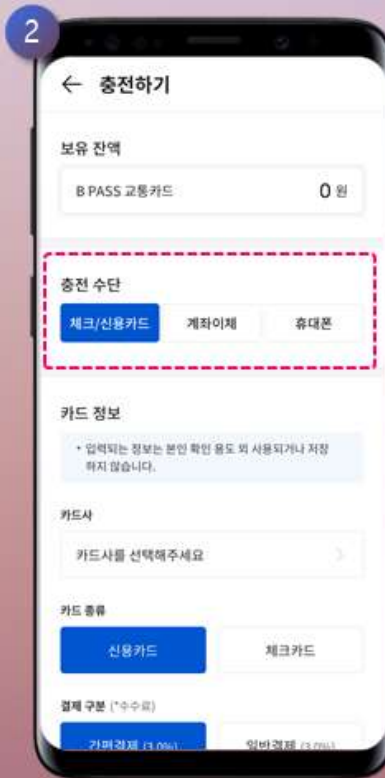 2
← 충전하기
보유 잔액
B PASS 교통카드 0 원
충전 수단
체크/신용카드 계좌이체 휴대폰
카드 정보
• 입력되는 정보는 본인 확인 용도 외 사용되거나 저장
하지 않습니다.
카드사
카드사를 선택해주세요
카드 종류
신용카드 체크카드
결제 구분 (*수수료)
간편결제 (3.0%) 일반결제 (3.0%)